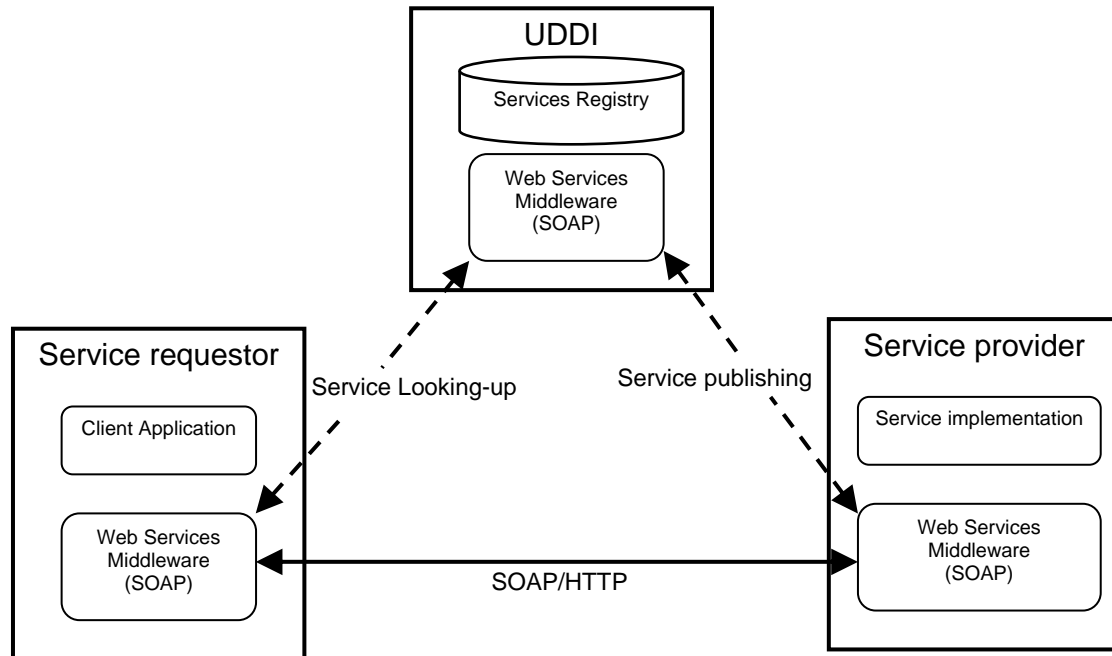 UDDI
Services Registry
Web Services
Middleware
(SOAP)
Service requestor
Client Application
Web Services
Middleware
(SOAP)
Service Looking-up
Service publishing
SOAP/HTTP
Service provider
Service implementation
Web Services
Middleware
(SOAP)